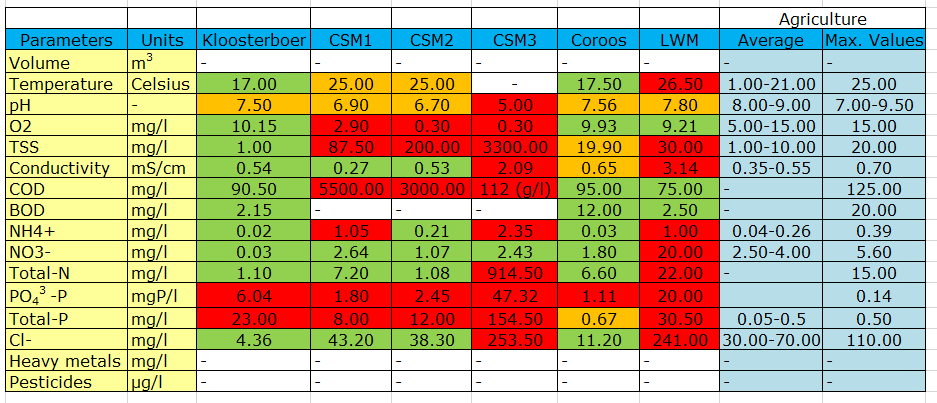 Agriculture
Parameters Units Kloosterboer CSM1 CSM2 CSM3 Coroos LWM Average Max. Values
Volume m³ - - - - - - - -
Temperature Celsius 17.00 25.00 25.00 - 17.50 26.50 1.00-21.00 25.00
pH - 7.50 6.90 6.70 5.00 7.56 7.80 8.00-9.00 7.00-9.50
O2 mg/l 10.15 2.90 0.30 0.30 9.93 9.21 5.00-15.00 15.00
TSS mg/l 1.00 87.50 200.00 3300.00 19.90 30.00 1.00-10.00 20.00
Conductivity mS/cm 0.54 0.27 0.53 2.09 0.65 3.14 0.35-0.55 0.70
COD mg/l 90.50 5500.00 3000.00 112 (g/l) 95.00 75.00 - 125.00
BOD mg/l 2.15 - - - 12.00 2.50 - 20.00
NH4+ mg/l 0.02 1.05 0.21 2.35 0.03 1.00 0.04-0.26 0.39
NO3- mg/l 0.03 2.64 1.07 2.43 1.80 20.00 2.50-4.00 5.60
Total-N mg/l 1.10 7.20 1.08 914.50 6.60 22.00 - 15.00
PO₄³ -P mgP/l 6.04 1.80 2.45 47.32 1.11 20.00 0.14
Total-P mg/l 23.00 8.00 12.00 154.50 0.67 30.50 0.05-0.5 0.50
Cl- mg/l 4.36 43.20 38.30 253.50 11.20 241.00 30.00-70.00 110.00
Heavy metals mg/l - - - - - - - -
Pesticides µg/l - - - - - - - -